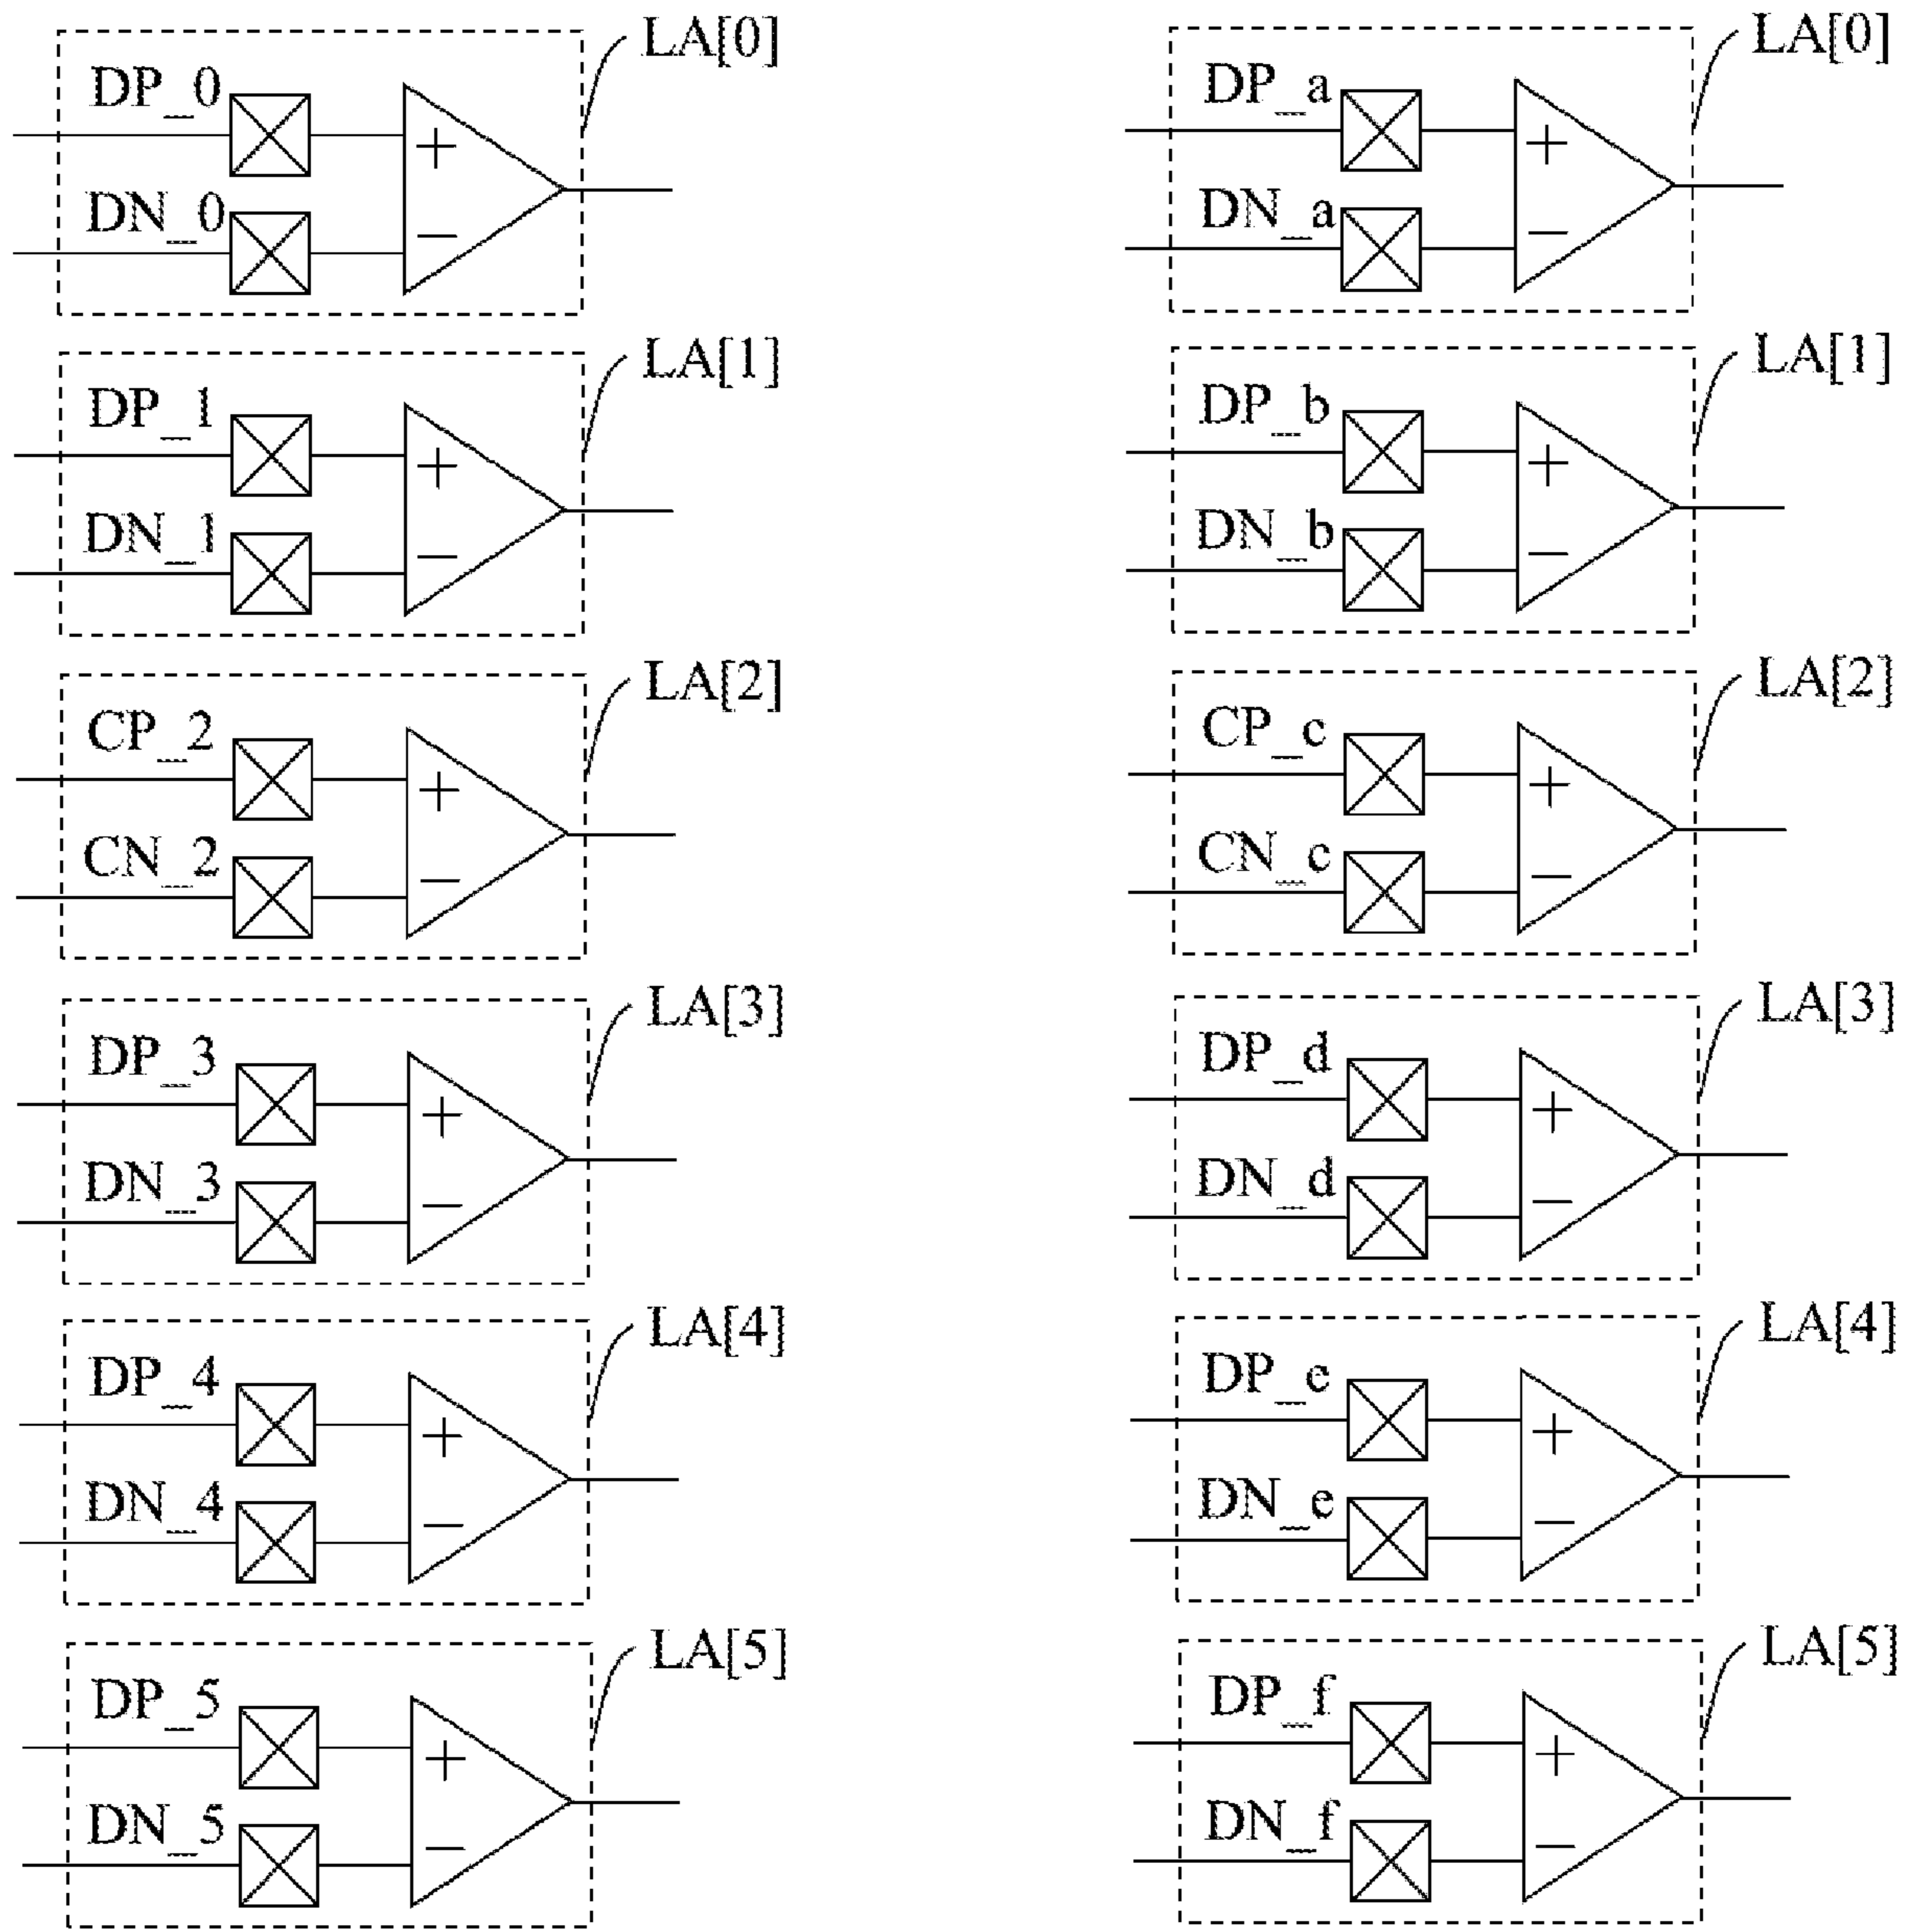 LA[0]
DP_0
+
DN_0
−
LA[1]
DP_1
+
DN_1
−
LA[2]
CP_2
+
CN_2
−
LA[3]
DP_3
+
DN_3
−
LA[4]
DP_4
+
DN_4
−
LA[5]
DP_5
+
DN_5
−
LA[0]
DP_a
+
DN_a
−
LA[1]
DP_b
+
DN_b
−
LA[2]
CP_c
+
CN_c
−
LA[3]
DP_d
+
DN_d
−
LA[4]
DP_e
+
DN_e
−
LA[5]
DP_f
+
DN_f
−